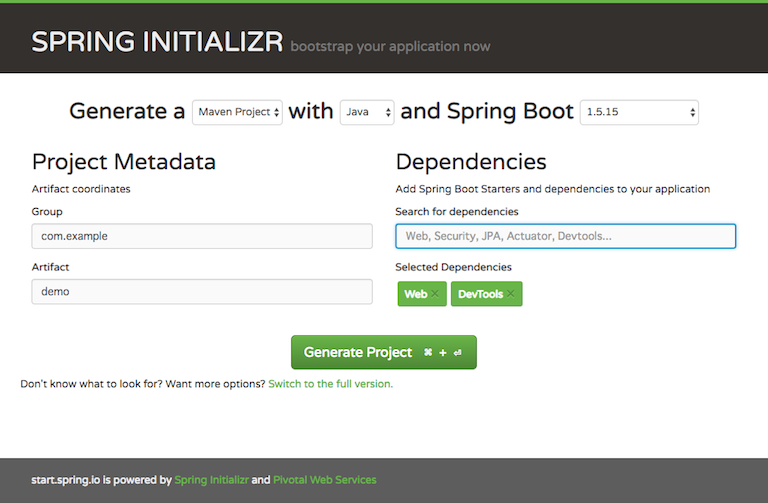 SPRING INITIALIZR bootstrap your application now
Generate a Maven Project with Java and Spring Boot 1.5.15
Project Metadata
Artifact coordinates
Group
com.example
Artifact
demo
Dependencies
Add Spring Boot Starters and dependencies to your application
Search for dependencies
Web, Security, JPA, Actuator, Devtools...
Selected Dependencies
Web × DevTools ×
Generate Project ⌘ + ⏎
Don't know what to look for? Want more options? Switch to the full version.
start.spring.io is powered by Spring Initializr and Pivotal Web Services